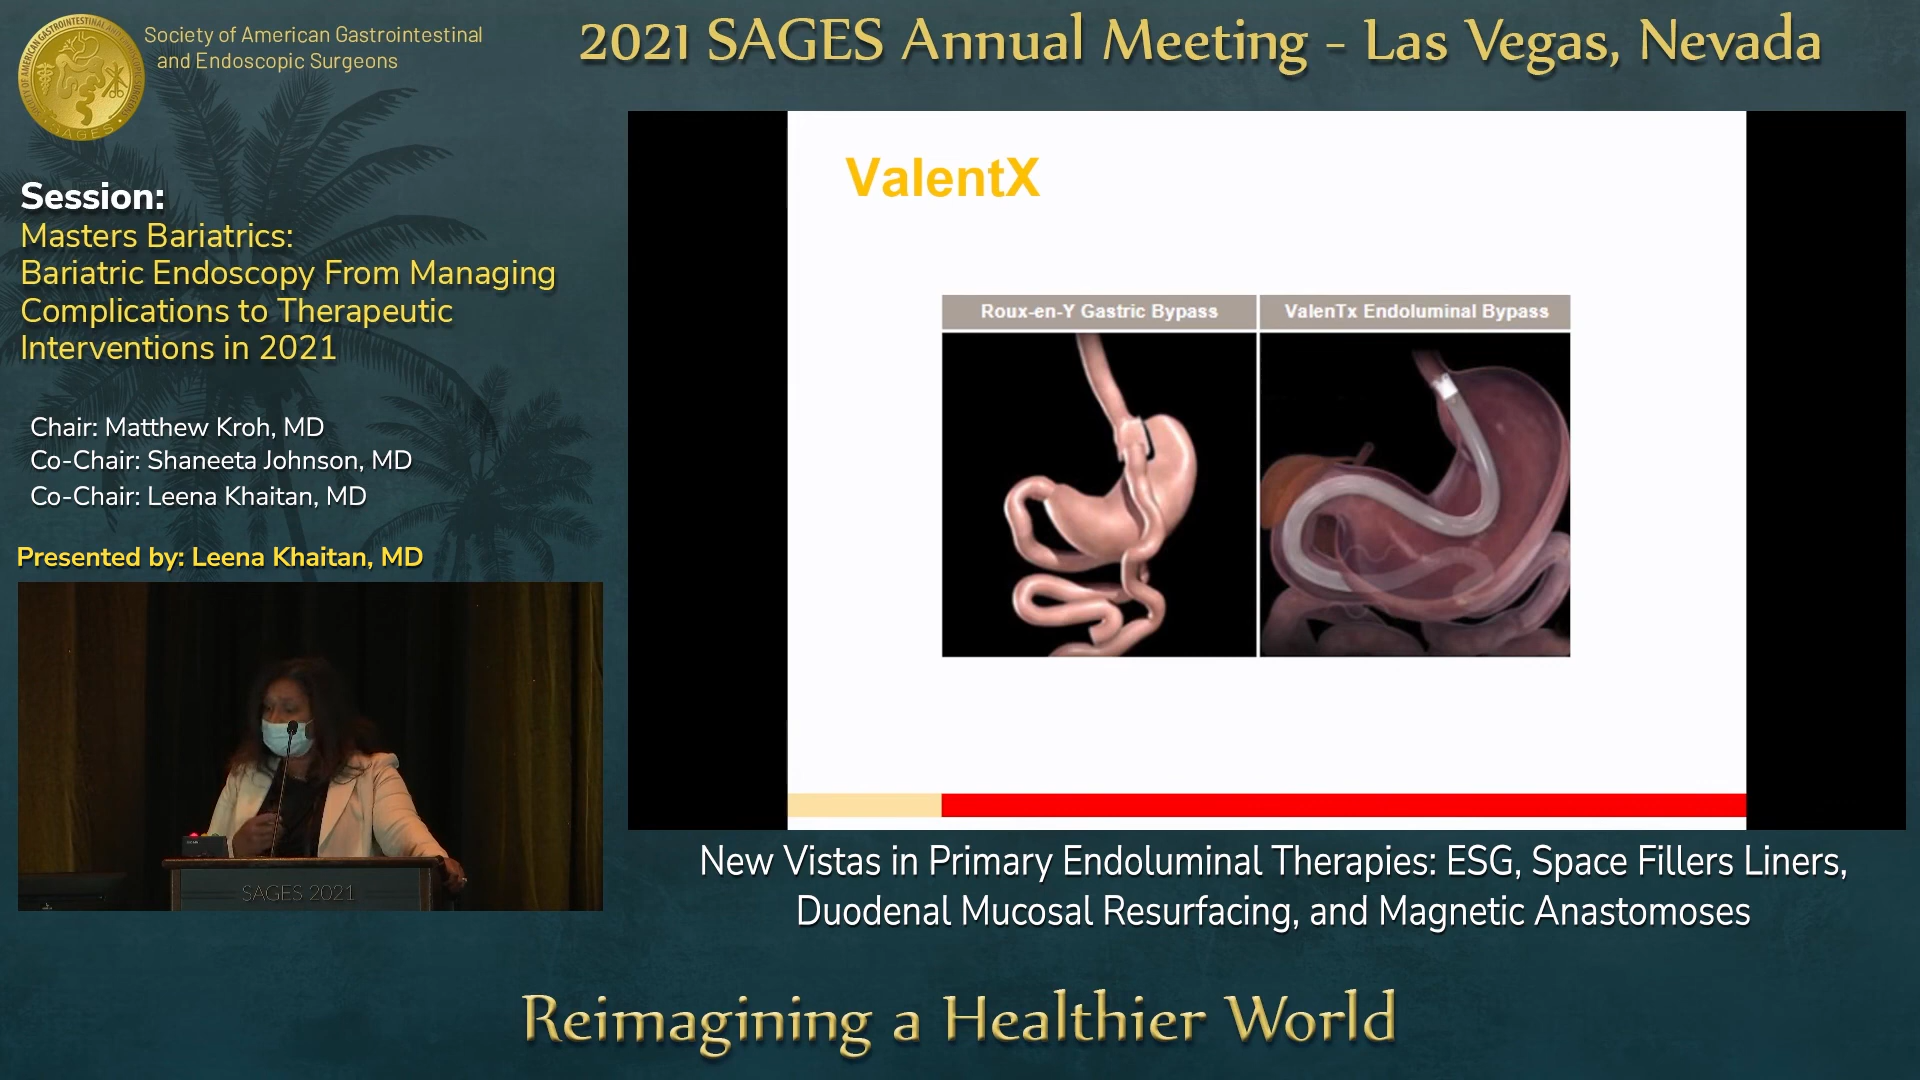 Society of American Gastrointestinal
and Endoscopic Surgeons
SAGES
2021 SAGES Annual Meeting - Las Vegas, Nevada
Session:
Masters Bariatrics:
Bariatric Endoscopy From Managing
Complications to Therapeutic
Interventions in 2021
Chair: Matthew Kroh, MD
Co-Chair: Shaneeta Johnson, MD
Co-Chair: Leena Khaitan, MD
Presented by: Leena Khaitan, MD
SAGES 2021
ValentX
Roux-en-Y Gastric Bypass
ValenTx Endoluminal Bypass
New Vistas in Primary Endoluminal Therapies: ESG, Space Fillers Liners,
Duodenal Mucosal Resurfacing, and Magnetic Anastomoses
Reimagining a Healthier World